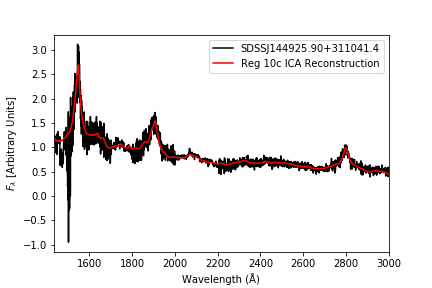 SDSSJ144925.90+311041.4
Reg 10c ICA Reconstruction
3.0
2.5
2.0
1.5
1.0
0.5
0.0
−0.5
−1.0
Fλ [Arbitrary Units]
1600 1800 2000 2200 2400 2600 2800 3000
Wavelength (Å)